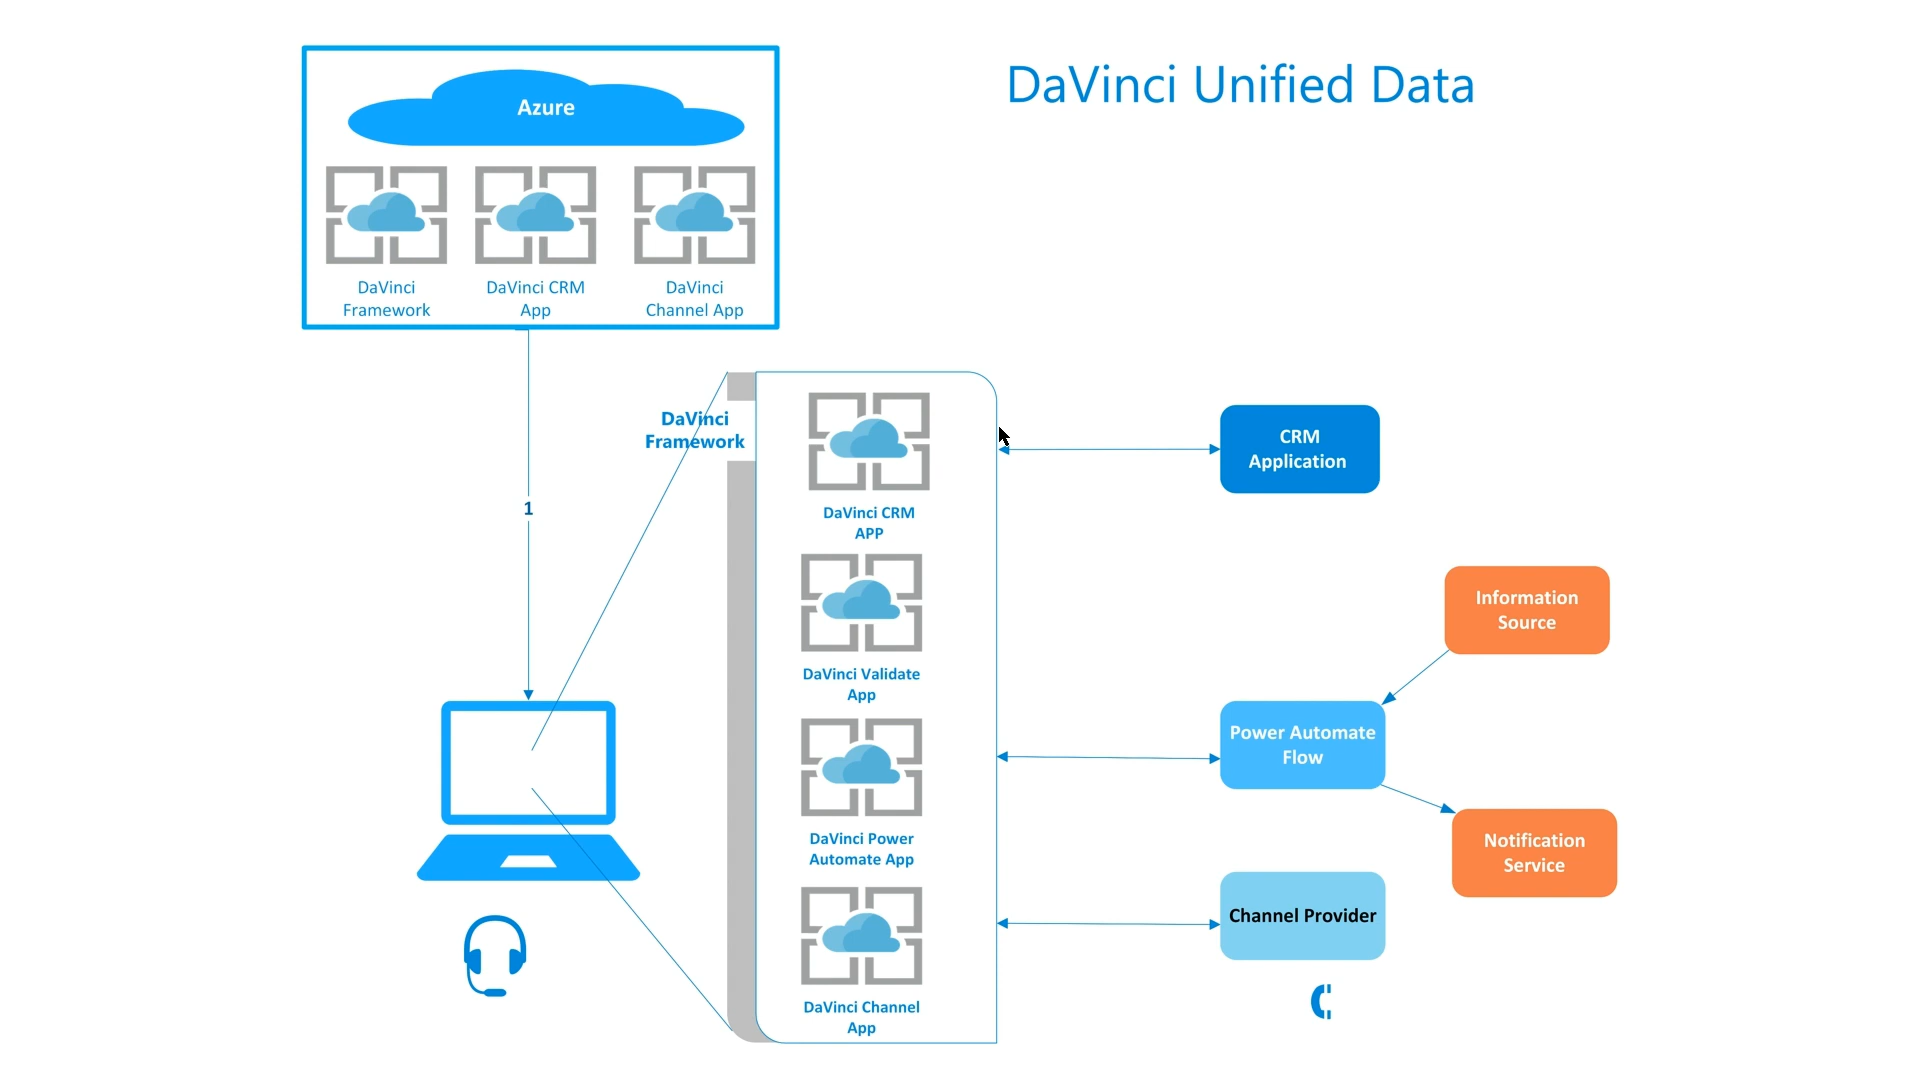 DaVinci Unified Data
Azure
DaVinci
Framework
DaVinci CRM
App
DaVinci
Channel App
1
DaVinci
Framework
DaVinci CRM
APP
DaVinci Validate
App
DaVinci Power
Automate App
DaVinci Channel
App
CRM
Application
Information
Source
Power Automate
Flow
Notification
Service
Channel Provider